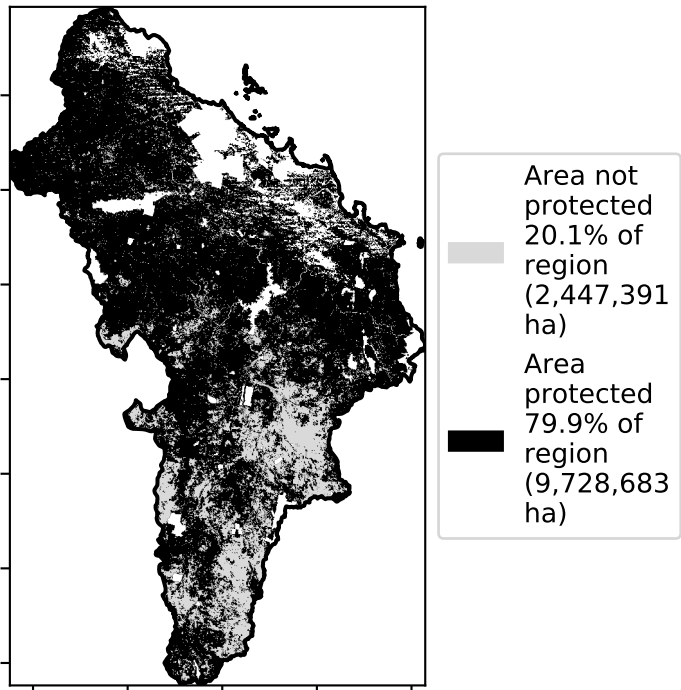 Area not
protected
20.1% of
region
(2,447,391
ha)
Area
protected
79.9% of
region
(9,728,683
ha)